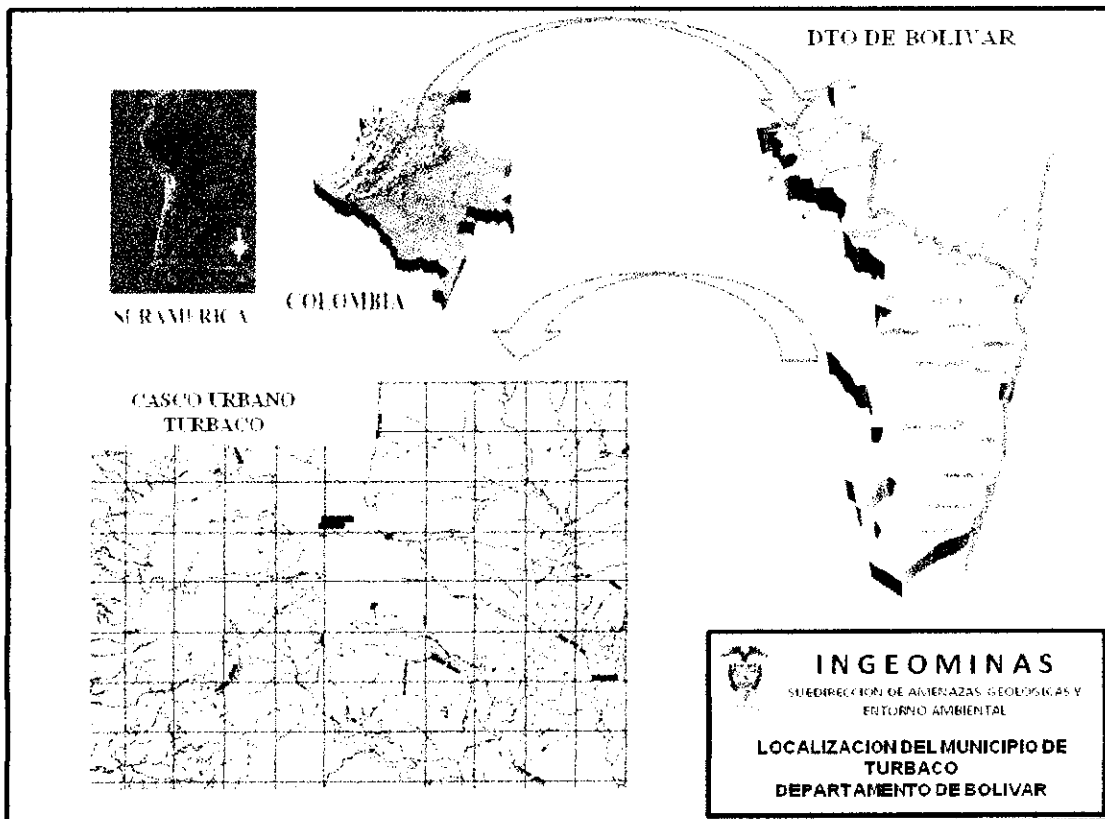 DTO DE BOLIVAR
SURAMERICA
COLOMBIA
CASCO URBANO
TURBACO
INGEOMINAS
SUBDIRECCION DE AMENAZAS GEOLOGICAS Y
ENTORNO AMBIENTAL
LOCALIZACION DEL MUNICIPIO DE
TURBACO
DEPARTAMENTO DE BOLIVAR